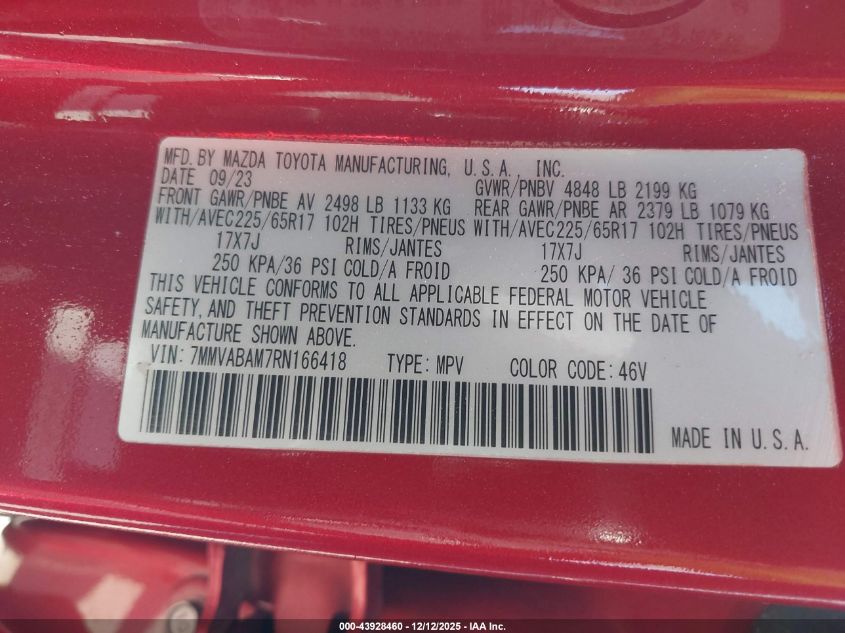 MFD. BY MAZDA TOYOTA MANUFACTURING, U.S.A., INC.
DATE 09/23 GVWR/PNBV 4848 LB 2199 KG
FRONT GAWR/PNBE AV 2498 LB 1133 KG REAR GAWR/PNBE AR 2379 LB 1079 KG
WITH/AVEC225/65R17 102H TIRES/PNEUS WITH/AVEC225/65R17 102H TIRES/PNEUS
17X7J RIMS/JANTES 17X7J RIMS/JANTES
250 KPA/36 PSI COLD/A FROID 250 KPA/ 36 PSI COLD/A FROID
THIS VEHICLE CONFORMS TO ALL APPLICABLE FEDERAL MOTOR VEHICLE
SAFETY, AND THEFT PREVENTION STANDARDS IN EFFECT ON THE DATE OF
MANUFACTURE SHOWN ABOVE.
VIN: 7MMVABAM7RN166418 TYPE: MPV COLOR CODE: 46V
MADE IN U.S.A.
000-43928460 - 12/12/2025 - IAA Inc.